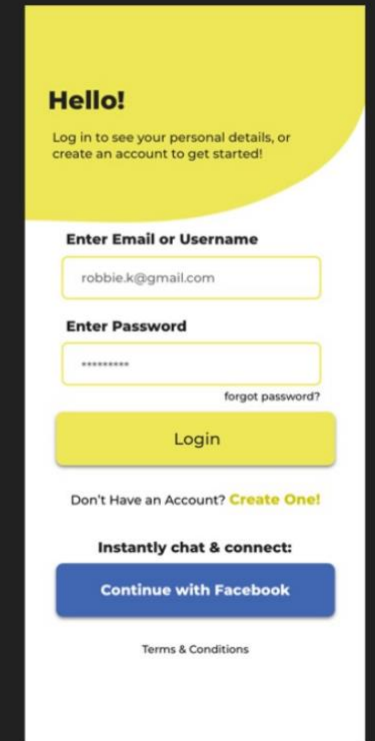 Hello!
Log in to see your personal details, or
create an account to get started!
Enter Email or Username
robbie.k@gmail.com
Enter Password
*********
forgot password?
Login
Don't Have an Account? Create One!
Instantly chat & connect:
Continue with Facebook
Terms & Conditions